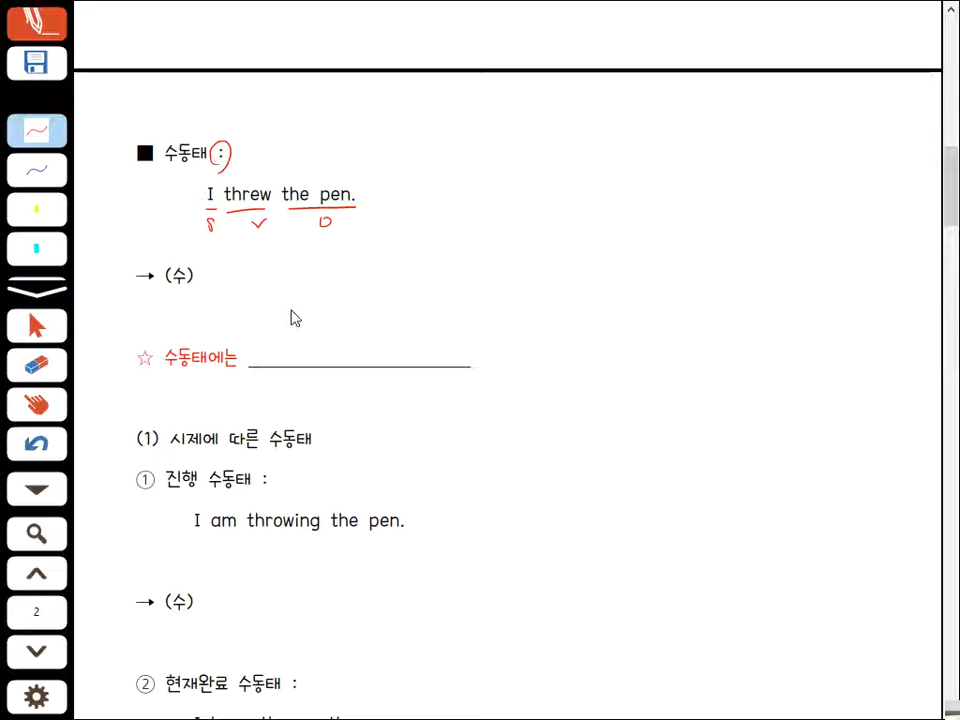 ■ 수동태 :
I threw the pen.
S V O
→ (수)
☆ 수동태에는
(1) 시제에 따른 수동태
① 진행 수동태 :
I am throwing the pen.
→ (수)
2
② 현재완료 수동태 :